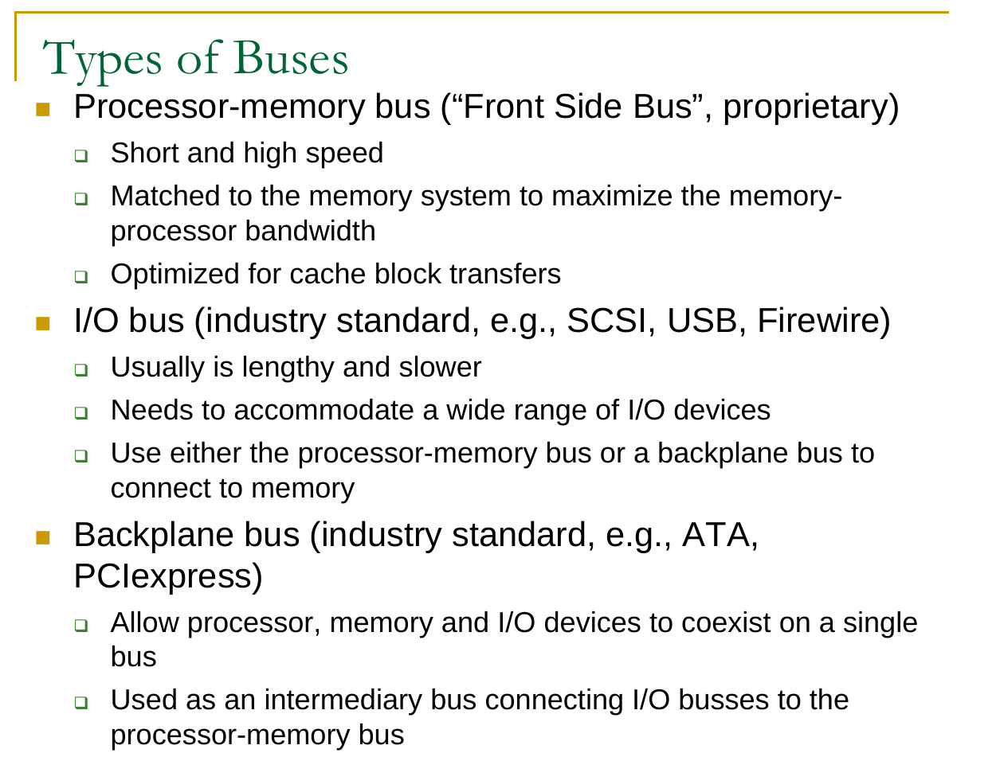 Types of Buses
Processor-memory bus (“Front Side Bus”, proprietary)
Short and high speed
Matched to the memory system to maximize the memory-
processor bandwidth
Optimized for cache block transfers
I/O bus (industry standard, e.g., SCSI, USB, Firewire)
Usually is lengthy and slower
Needs to accommodate a wide range of I/O devices
Use either the processor-memory bus or a backplane bus to
connect to memory
Backplane bus (industry standard, e.g., ATA,
PCIexpress)
Allow processor, memory and I/O devices to coexist on a single
bus
Used as an intermediary bus connecting I/O busses to the
processor-memory bus